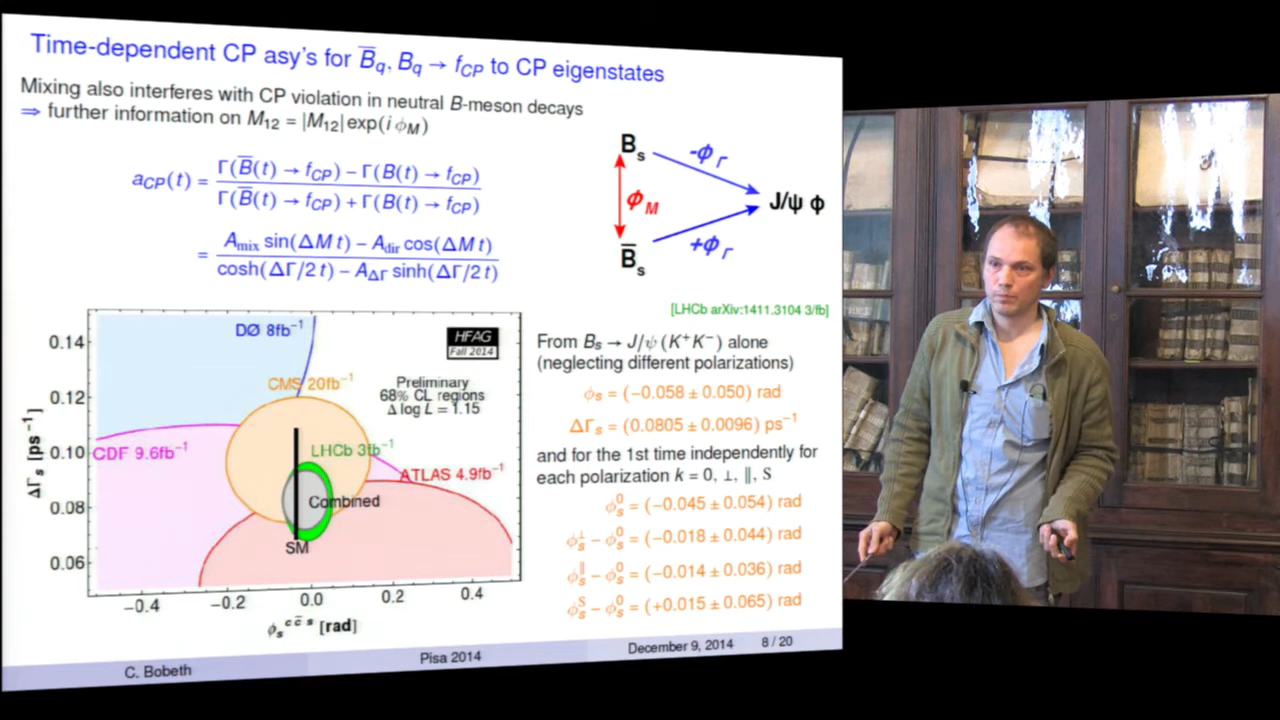 Time-dependent CP asy's for B̅q, Bq → fCP to CP eigenstates
Mixing also interferes with CP violation in neutral B-meson decays
⇒ further information on M12 = |M12| exp(i ϕM)
aCP(t) = Γ(B̅(t) → fCP) − Γ(B(t) → fCP)
Γ(B̅(t) → fCP) + Γ(B(t) → fCP)
= Amix sin(ΔM t) − Adir cos(ΔM t)
cosh(ΔΓ/2 t) − AΔΓ sinh(ΔΓ/2 t)
Bs
-ϕΓ
ϕM
J/ψ Φ
+ϕΓ
B̅s
[LHCb arXiv:1411.3104 3/fb]
DØ 8fb⁻¹
HFAG
Fall 2014
CMS 20fb⁻¹
Preliminary
68% CL regions
Δ log L = 1.15
CDF 9.6fb⁻¹
LHCb 3fb⁻¹
ATLAS 4.9fb⁻¹
Combined
SM
0.14
0.12
0.10
0.08
0.06
ΔΓs [ps⁻¹]
−0.4
−0.2
0.0
0.2
0.4
ϕs^cc̅s [rad]
From Bs → J/ψ (K⁺K⁻) alone
(neglecting different polarizations)
ϕs = (−0.058 ± 0.050) rad
ΔΓs = (0.0805 ± 0.0096) ps⁻¹
and for the 1st time independently for
each polarization k = 0, ⊥, ||, S
ϕs⁰ = (−0.045 ± 0.054) rad
ϕs^⊥ − ϕs⁰ = (−0.018 ± 0.044) rad
ϕs^|| − ϕs⁰ = (−0.014 ± 0.036) rad
ϕs^S − ϕs⁰ = (+0.015 ± 0.065) rad
C. Bobeth
Pisa 2014
December 9, 2014
8 / 20